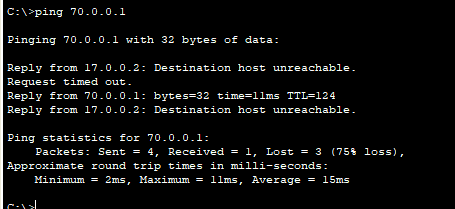 C:\>ping 70.0.0.1
Pinging 70.0.0.1 with 32 bytes of data:
Reply from 17.0.0.2: Destination host unreachable.
Request timed out.
Reply from 70.0.0.1: bytes=32 time=11ms TTL=124
Reply from 17.0.0.2: Destination host unreachable.
Ping statistics for 70.0.0.1:
Packets: Sent = 4, Received = 1, Lost = 3 (75% loss),
Approximate round trip times in milli-seconds:
Minimum = 2ms, Maximum = 11ms, Average = 15ms
C:\>